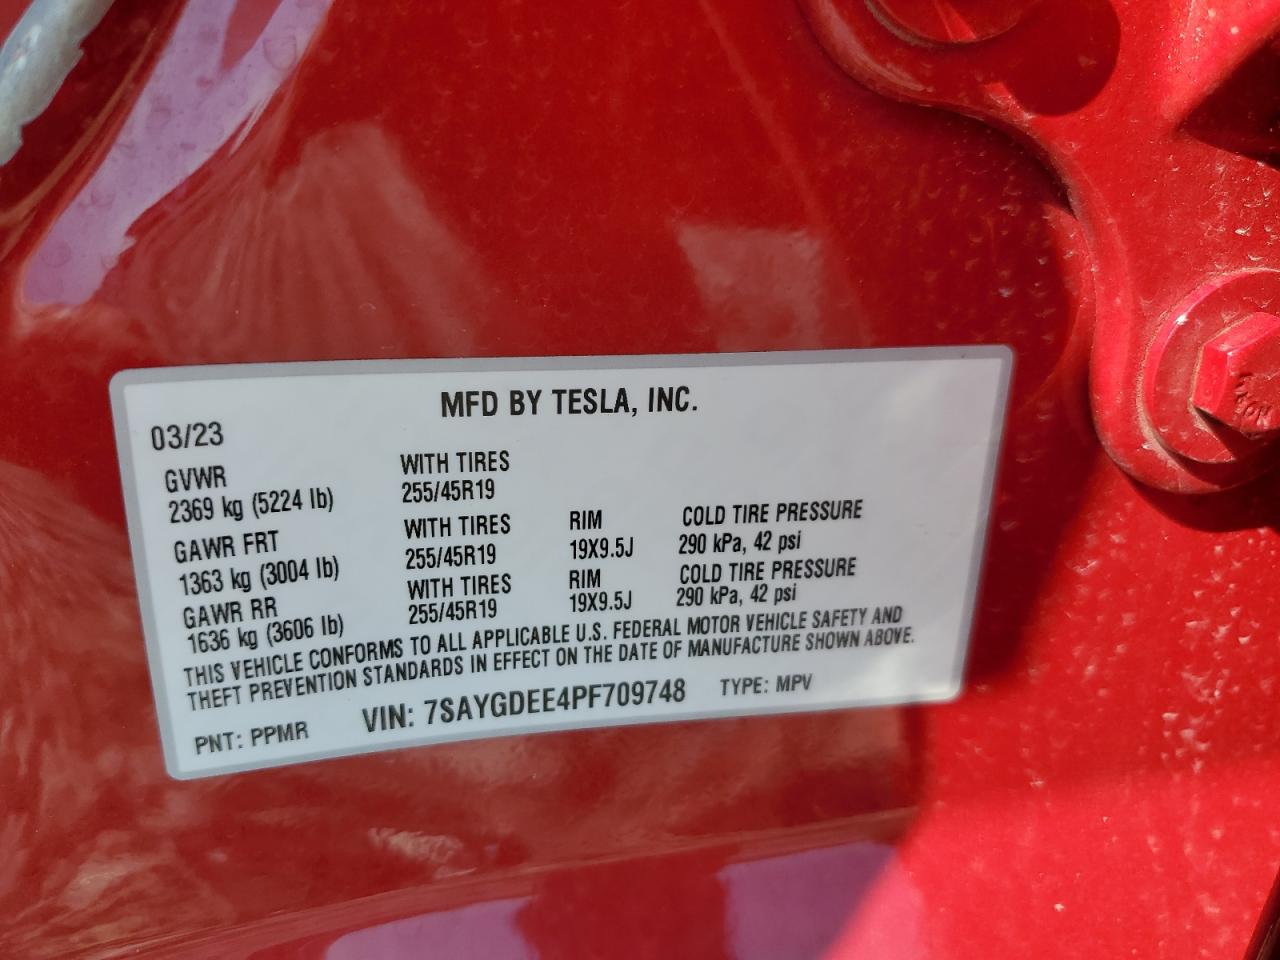 MFD BY TESLA, INC.
03/23
GVWR WITH TIRES
2369 kg (5224 lb) 255/45R19
GAWR FRT WITH TIRES RIM COLD TIRE PRESSURE
1363 kg (3004 lb) 255/45R19 19X9.5J 290 kPa, 42 psi
GAWR RR WITH TIRES RIM COLD TIRE PRESSURE
1636 kg (3606 lb) 255/45R19 19X9.5J 290 kPa, 42 psi
THIS VEHICLE CONFORMS TO ALL APPLICABLE U.S. FEDERAL MOTOR VEHICLE SAFETY AND
THEFT PREVENTION STANDARDS IN EFFECT ON THE DATE OF MANUFACTURE SHOWN ABOVE.
PNT: PPMR VIN: 7SAYGDEE4PF709748 TYPE: MPV